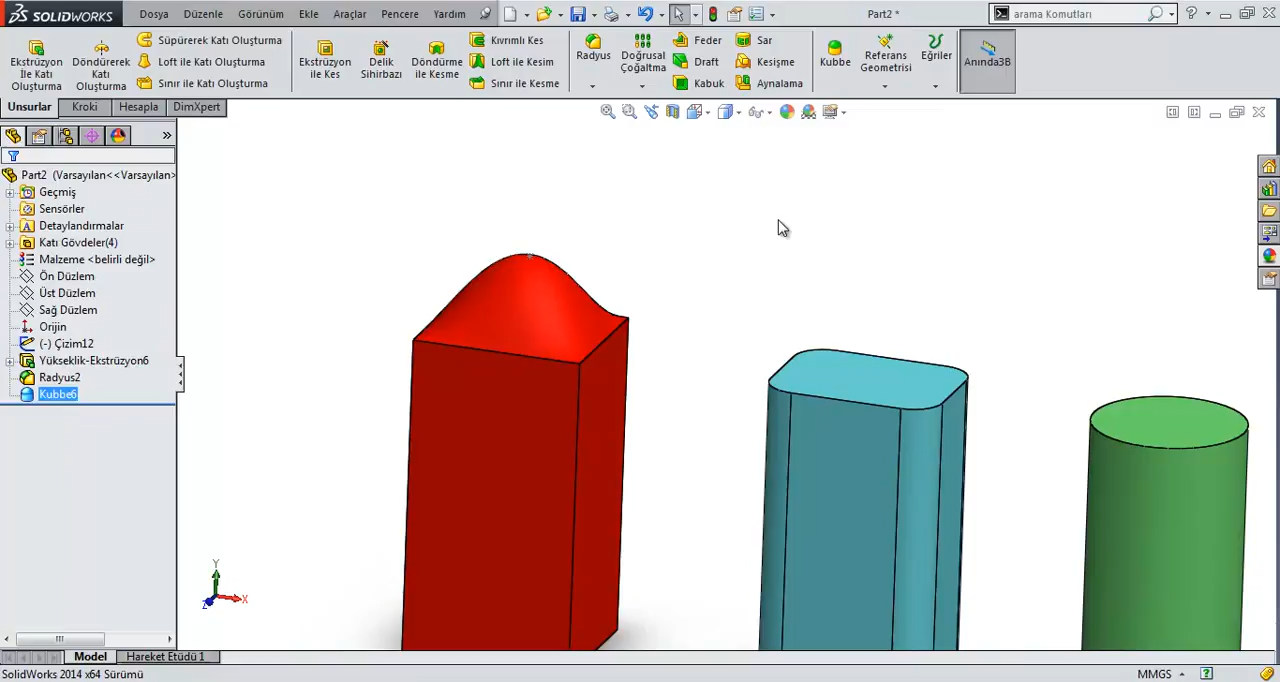 SOLIDWORKS
Dosya Düzenle Görünüm Ekle Araçlar Pencere Yardım
Part2 *
arama Komutları
Ekstrüzyon İle Katı Oluşturma
Döndürerek Katı Oluşturma
Süpürerek Katı Oluşturma
Loft ile Katı Oluşturma
Sınır ile Katı Oluşturma
Ekstrüzyon ile Kes
Delik Sihirbazı
Döndürme ile Kesme
Kıvrımlı Kes
Loft ile Kesim
Sınır ile Kesme
Radyus
Doğrusal Çoğaltma
Feder
Draft
Kabuk
Sar
Kesişme
Aynalama
Kubbe
Referans Geometrisi
Eğriler
Anında3B
Unsurlar Kroki Hesapla DimXpert
Part2 (Varsayılan<<Varsayılan>
Geçmiş
Sensörler
Detaylandırmalar
Katı Gövdeler(4)
Malzeme <belirli değil>
Ön Düzlem
Üst Düzlem
Sağ Düzlem
Orijin
(-) Çizim12
Yükseklik-Ekstrüzyon6
Radyus2
Kubbe6
Y
X
Z
Model Hareket Etüdü 1
SolidWorks 2014 x64 Sürümü
MMGS